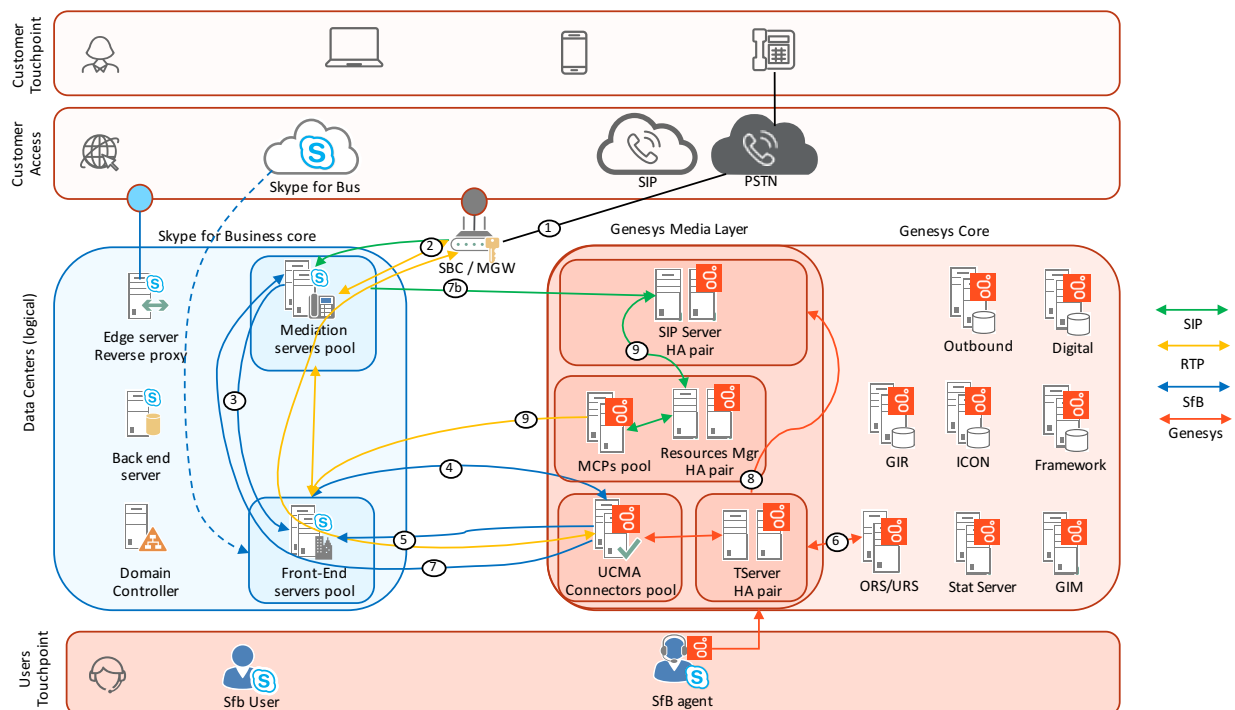 Customer
Touchpoint
Customer
Access
Skype for Bus
SIP
PSTN
1
Skype for Business core
2
SBC / MGW
7b
Genesys Media Layer
Genesys Core
Data Centers (logical)
Edge server
Reverse proxy
Mediation
servers pool
SIP Server
HA pair
Outbound
Digital
SIP
RTP
SfB
Genesys
3
9
9
Back end
server
MCPs pool
Resources Mgr
HA pair
GIR
ICON
Framework
4
8
5
7
6
Domain
Controller
Front-End
servers pool
UCMA
Connectors pool
TServer
HA pair
ORS/URS
Stat Server
GIM
Users
Touchpoint
Sfb User
SfB agent